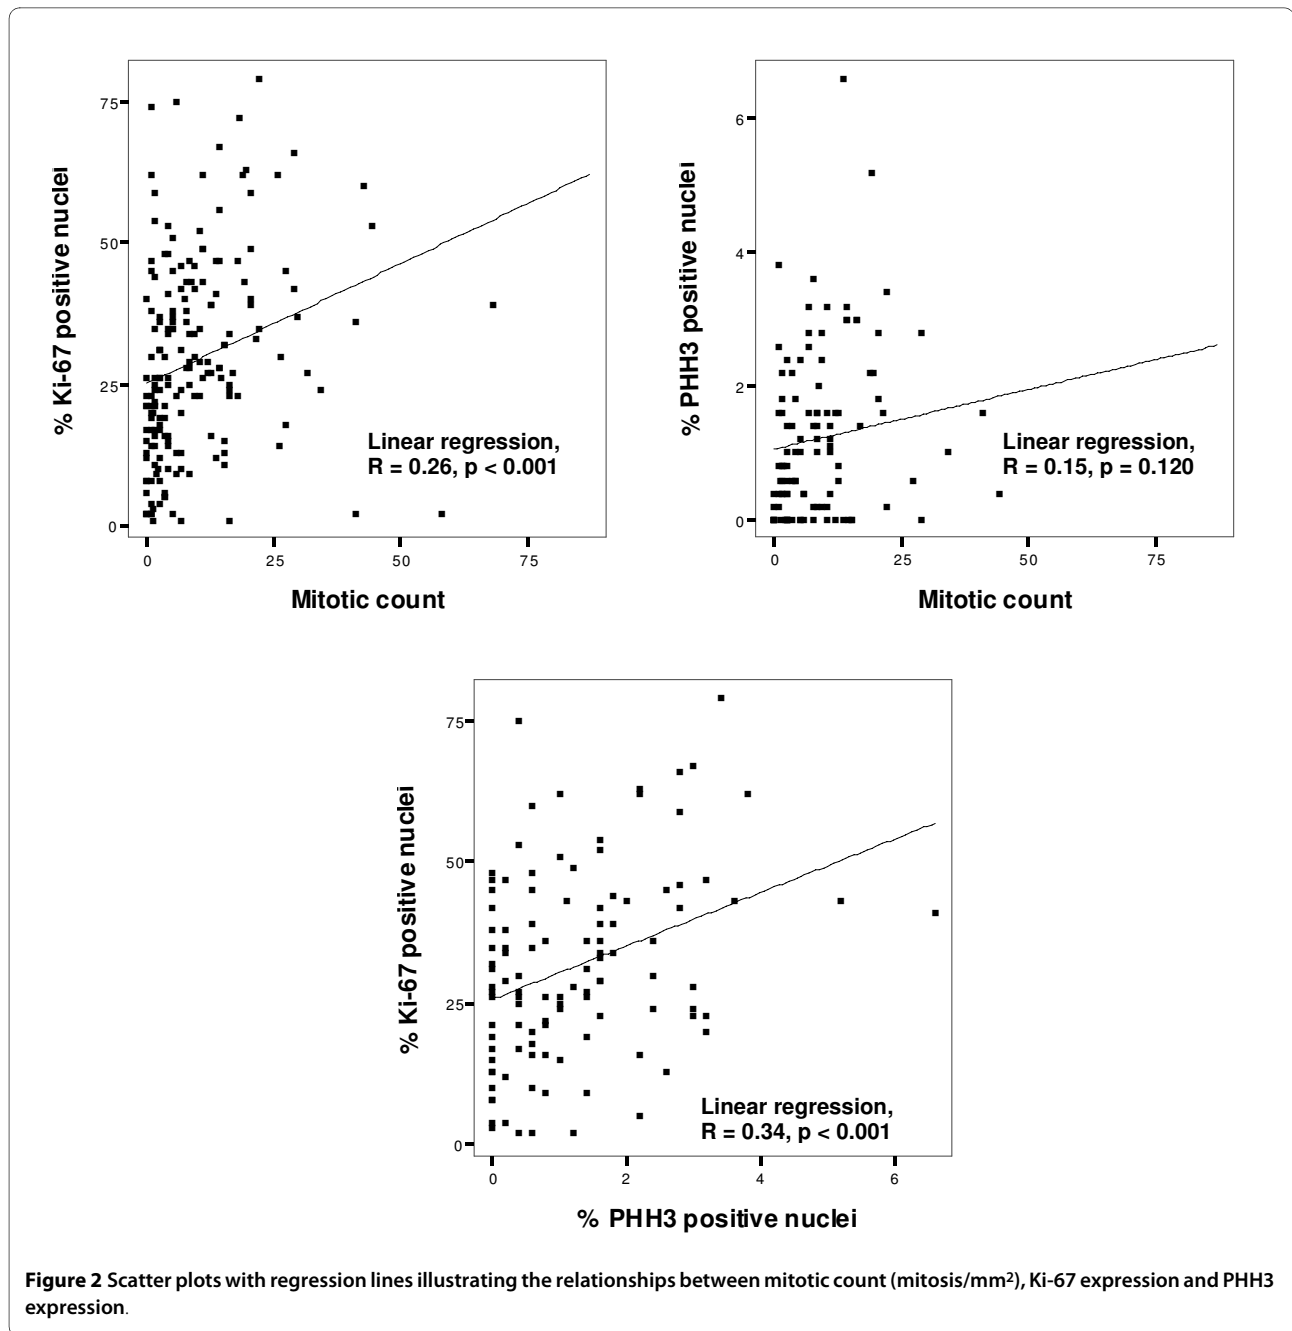 75
50
25
0
0
25
50
75
% Ki-67 positive nuclei
Mitotic count
Linear regression,
R = 0.26, p < 0.001
6
4
2
0
0
25
50
75
% PHH3 positive nuclei
Mitotic count
Linear regression,
R = 0.15, p = 0.120
75
50
25
0
0
2
4
6
% Ki-67 positive nuclei
% PHH3 positive nuclei
Linear regression,
R = 0.34, p < 0.001
Figure 2 Scatter plots with regression lines illustrating the relationships between mitotic count (mitosis/mm²), Ki-67 expression and PHH3
expression.